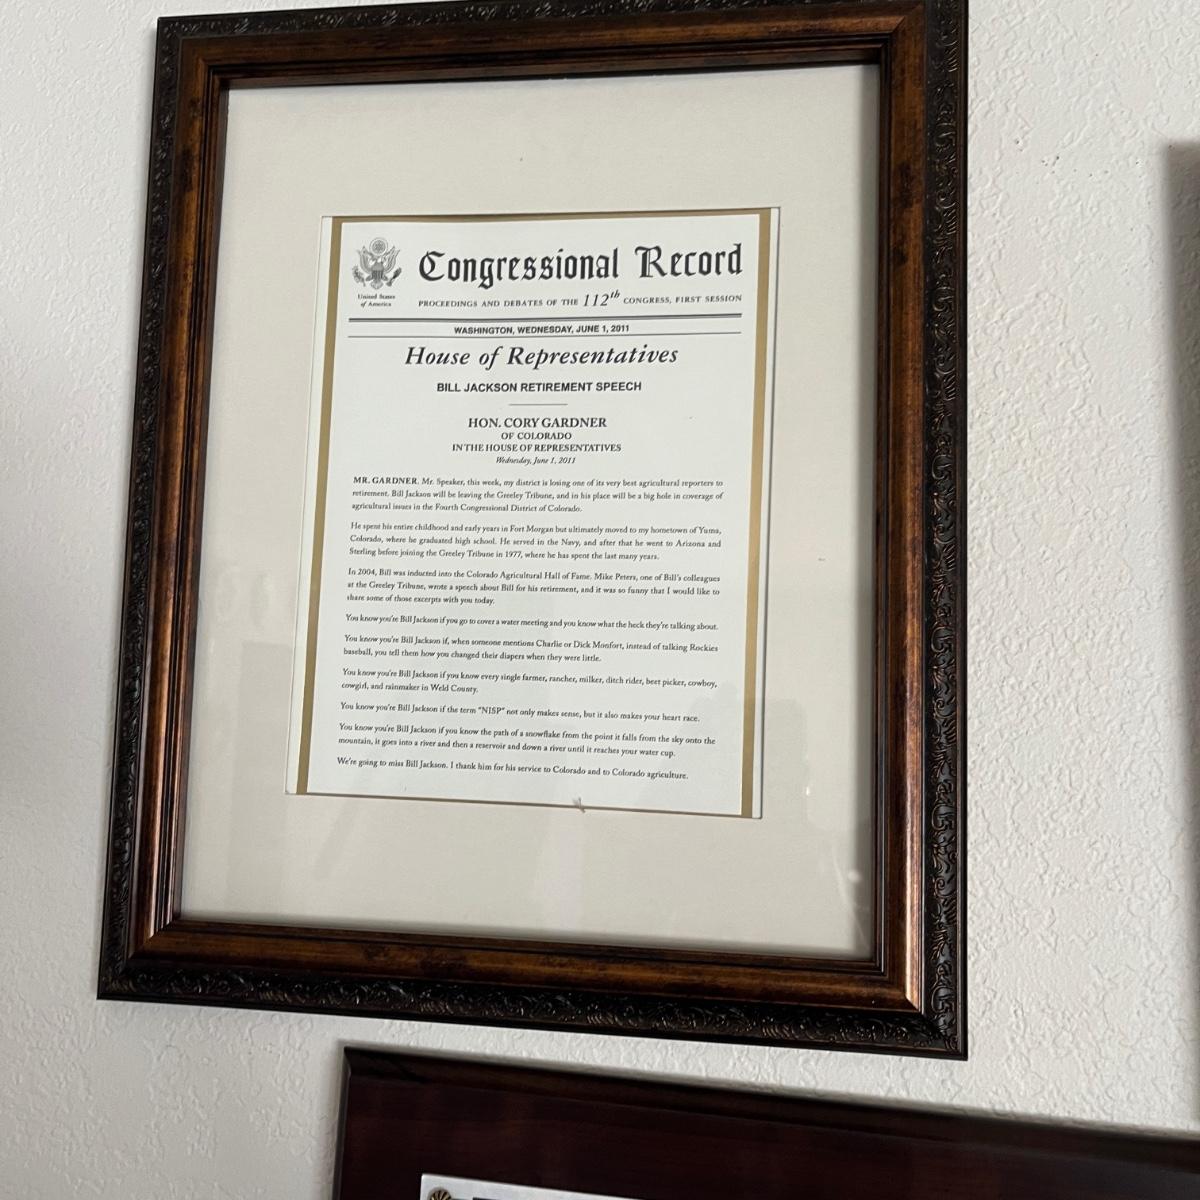 Congressional Record
United States
of America
PROCEEDINGS AND DEBATES OF THE 112th CONGRESS, FIRST SESSION
WASHINGTON, WEDNESDAY, JUNE 1, 2011
House of Representatives
BILL JACKSON RETIREMENT SPEECH
HON. CORY GARDNER
OF COLORADO
IN THE HOUSE OF REPRESENTATIVES
Wednesday, June 1, 2011
MR. GARDNER. Mr. Speaker, this week, my district is losing one of its very best agricultural reporters to
retirement. Bill Jackson will be leaving the Greeley Tribune, and in his place will be a big hole in coverage of
agricultural issues in the Fourth Congressional District of Colorado.
He spent his entire childhood and early years in Fort Morgan but ultimately moved to my hometown of Yuma,
Colorado, where he graduated high school. He served in the Navy, and after that he went to Arizona and
Sterling before joining the Greeley Tribune in 1977, where he has spent the last many years.
In 2004, Bill was inducted into the Colorado Agricultural Hall of Fame. Mike Peters, one of Bill's colleagues
at the Greeley Tribune, wrote a speech about Bill for his retirement, and it was so funny that I would like to
share some of those excerpts with you today.
You know you're Bill Jackson if you go to cover a water meeting and you know what the heck they're talking about.
You know you're Bill Jackson if, when someone mentions Charlie or Dick Monfort, instead of talking Rockies
baseball, you tell them how you changed their diapers when they were little.
You know you're Bill Jackson if you know every single farmer, rancher, milker, ditch rider, beet picker, cowboy,
cowgirl, and rainmaker in Weld County.
You know you're Bill Jackson if the term "NISP" not only makes sense, but it also makes your heart race.
You know you're Bill Jackson if you know the path of a snowflake from the point it falls from the sky onto the
mountain, it goes into a river and then a reservoir and down a river until it reaches your water cup.
We're going to miss Bill Jackson. I thank him for his service to Colorado and to Colorado agriculture.